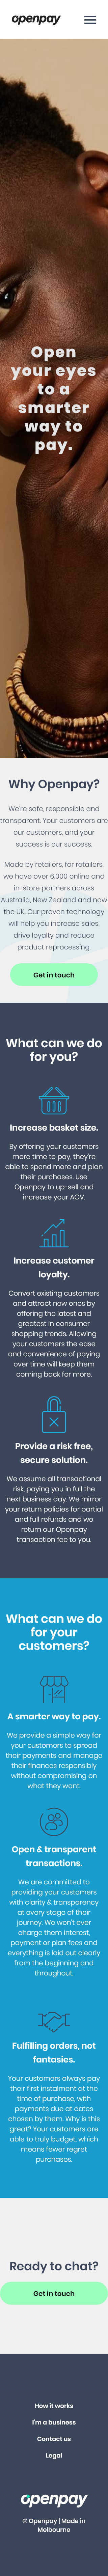 openpay
Open
your eyes
to a
smarter
way to
pay.
Why Openpay?
We're safe, responsible and
transparent. Your customers are
our customers, and your
success is our success.
Made by retailers, for retailers,
we have over 6,000 online and
in-store partners across
Australia, New Zealand and now
the UK. Our proven technology
will help you increase sales,
drive loyalty and reduce
product reprocessing.
Get in touch
What can we do
for you?
Increase basket size.
By offering your customers
more time to pay, they're
able to spend more and plan
their purchases. Use
Openpay to up-sell and
increase your AOV.
Increase customer
loyalty.
Convert existing customers
and attract new ones by
offering the latest and
greatest in consumer
shopping trends. Allowing
your customers the ease
and convenience of paying
over time will keep them
coming back for more.
Provide a risk free,
secure solution.
We assume all transactional
risk, paying you in full the
next business day. We mirror
your return policies for partial
and full refunds and we
return our Openpay
transaction fee to you.
What can we do
for your
customers?
A smarter way to pay.
We provide a simple way for
your customers to spread
their payments and manage
their finances responsibly
without compromising on
what they want.
Open & transparent
transactions.
We are committed to
providing your customers
with clarity & transparency
at every stage of their
journey. We won't ever
charge them interest,
payment or plan fees and
everything is laid out clearly
from the beginning and
throughout.
Fulfilling orders, not
fantasies.
Your customers always pay
their first instalment at the
time of purchase, with
payments due at dates
chosen by them. Why is this
great? Your customers are
able to truly budget, which
means fewer regret
purchases.
Ready to chat?
Get in touch
How it works
I'm a business
Contact us
Legal
openpay
© Openpay | Made in
Melbourne